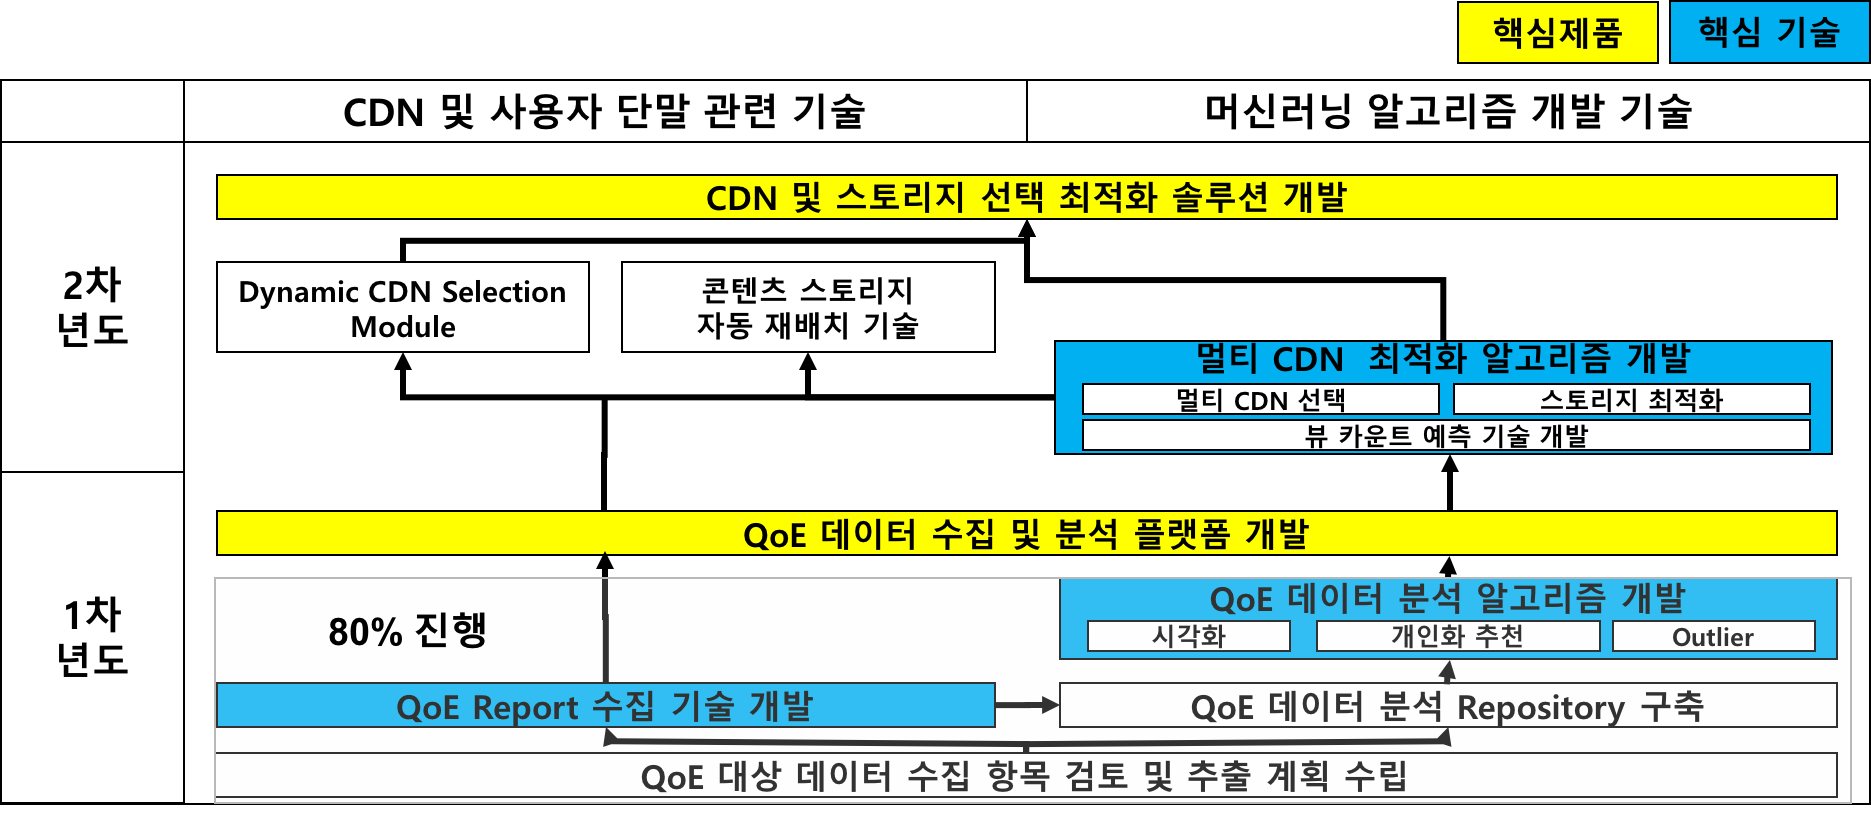 핵심제품
핵심 기술
CDN 및 사용자 단말 관련 기술
머신러닝 알고리즘 개발 기술
2차
년도
CDN 및 스토리지 선택 최적화 솔루션 개발
Dynamic CDN Selection
Module
콘텐츠 스토리지
자동 재배치 기술
멀티 CDN 최적화 알고리즘 개발
멀티 CDN 선택
스토리지 최적화
뷰 카운트 예측 기술 개발
1차
년도
QoE 데이터 수집 및 분석 플랫폼 개발
80% 진행
QoE 데이터 분석 알고리즘 개발
시각화
개인화 추천
Outlier
QoE Report 수집 기술 개발
QoE 데이터 분석 Repository 구축
QoE 대상 데이터 수집 항목 검토 및 추출 계획 수립